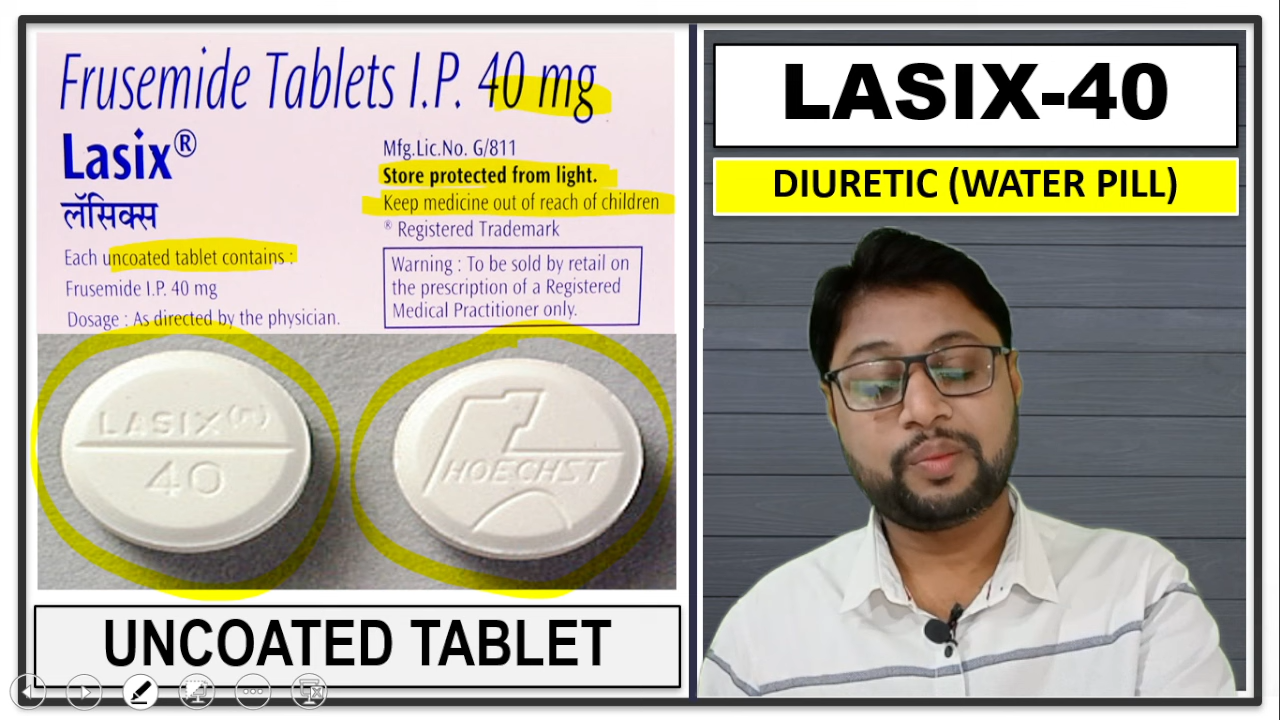 Frusemide Tablets I.P. 40 mg
Lasix®
लॅसिक्स
Each uncoated tablet contains :
Frusemide I.P. 40 mg
Dosage : As directed by the physician.
Mfg.Lic.No. G/811
Store protected from light.
Keep medicine out of reach of children
® Registered Trademark
Warning : To be sold by retail on
the prescription of a Registered
Medical Practitioner only.
LASIX(r)
40
HOECHST
UNCOATED TABLET
LASIX-40
DIURETIC (WATER PILL)